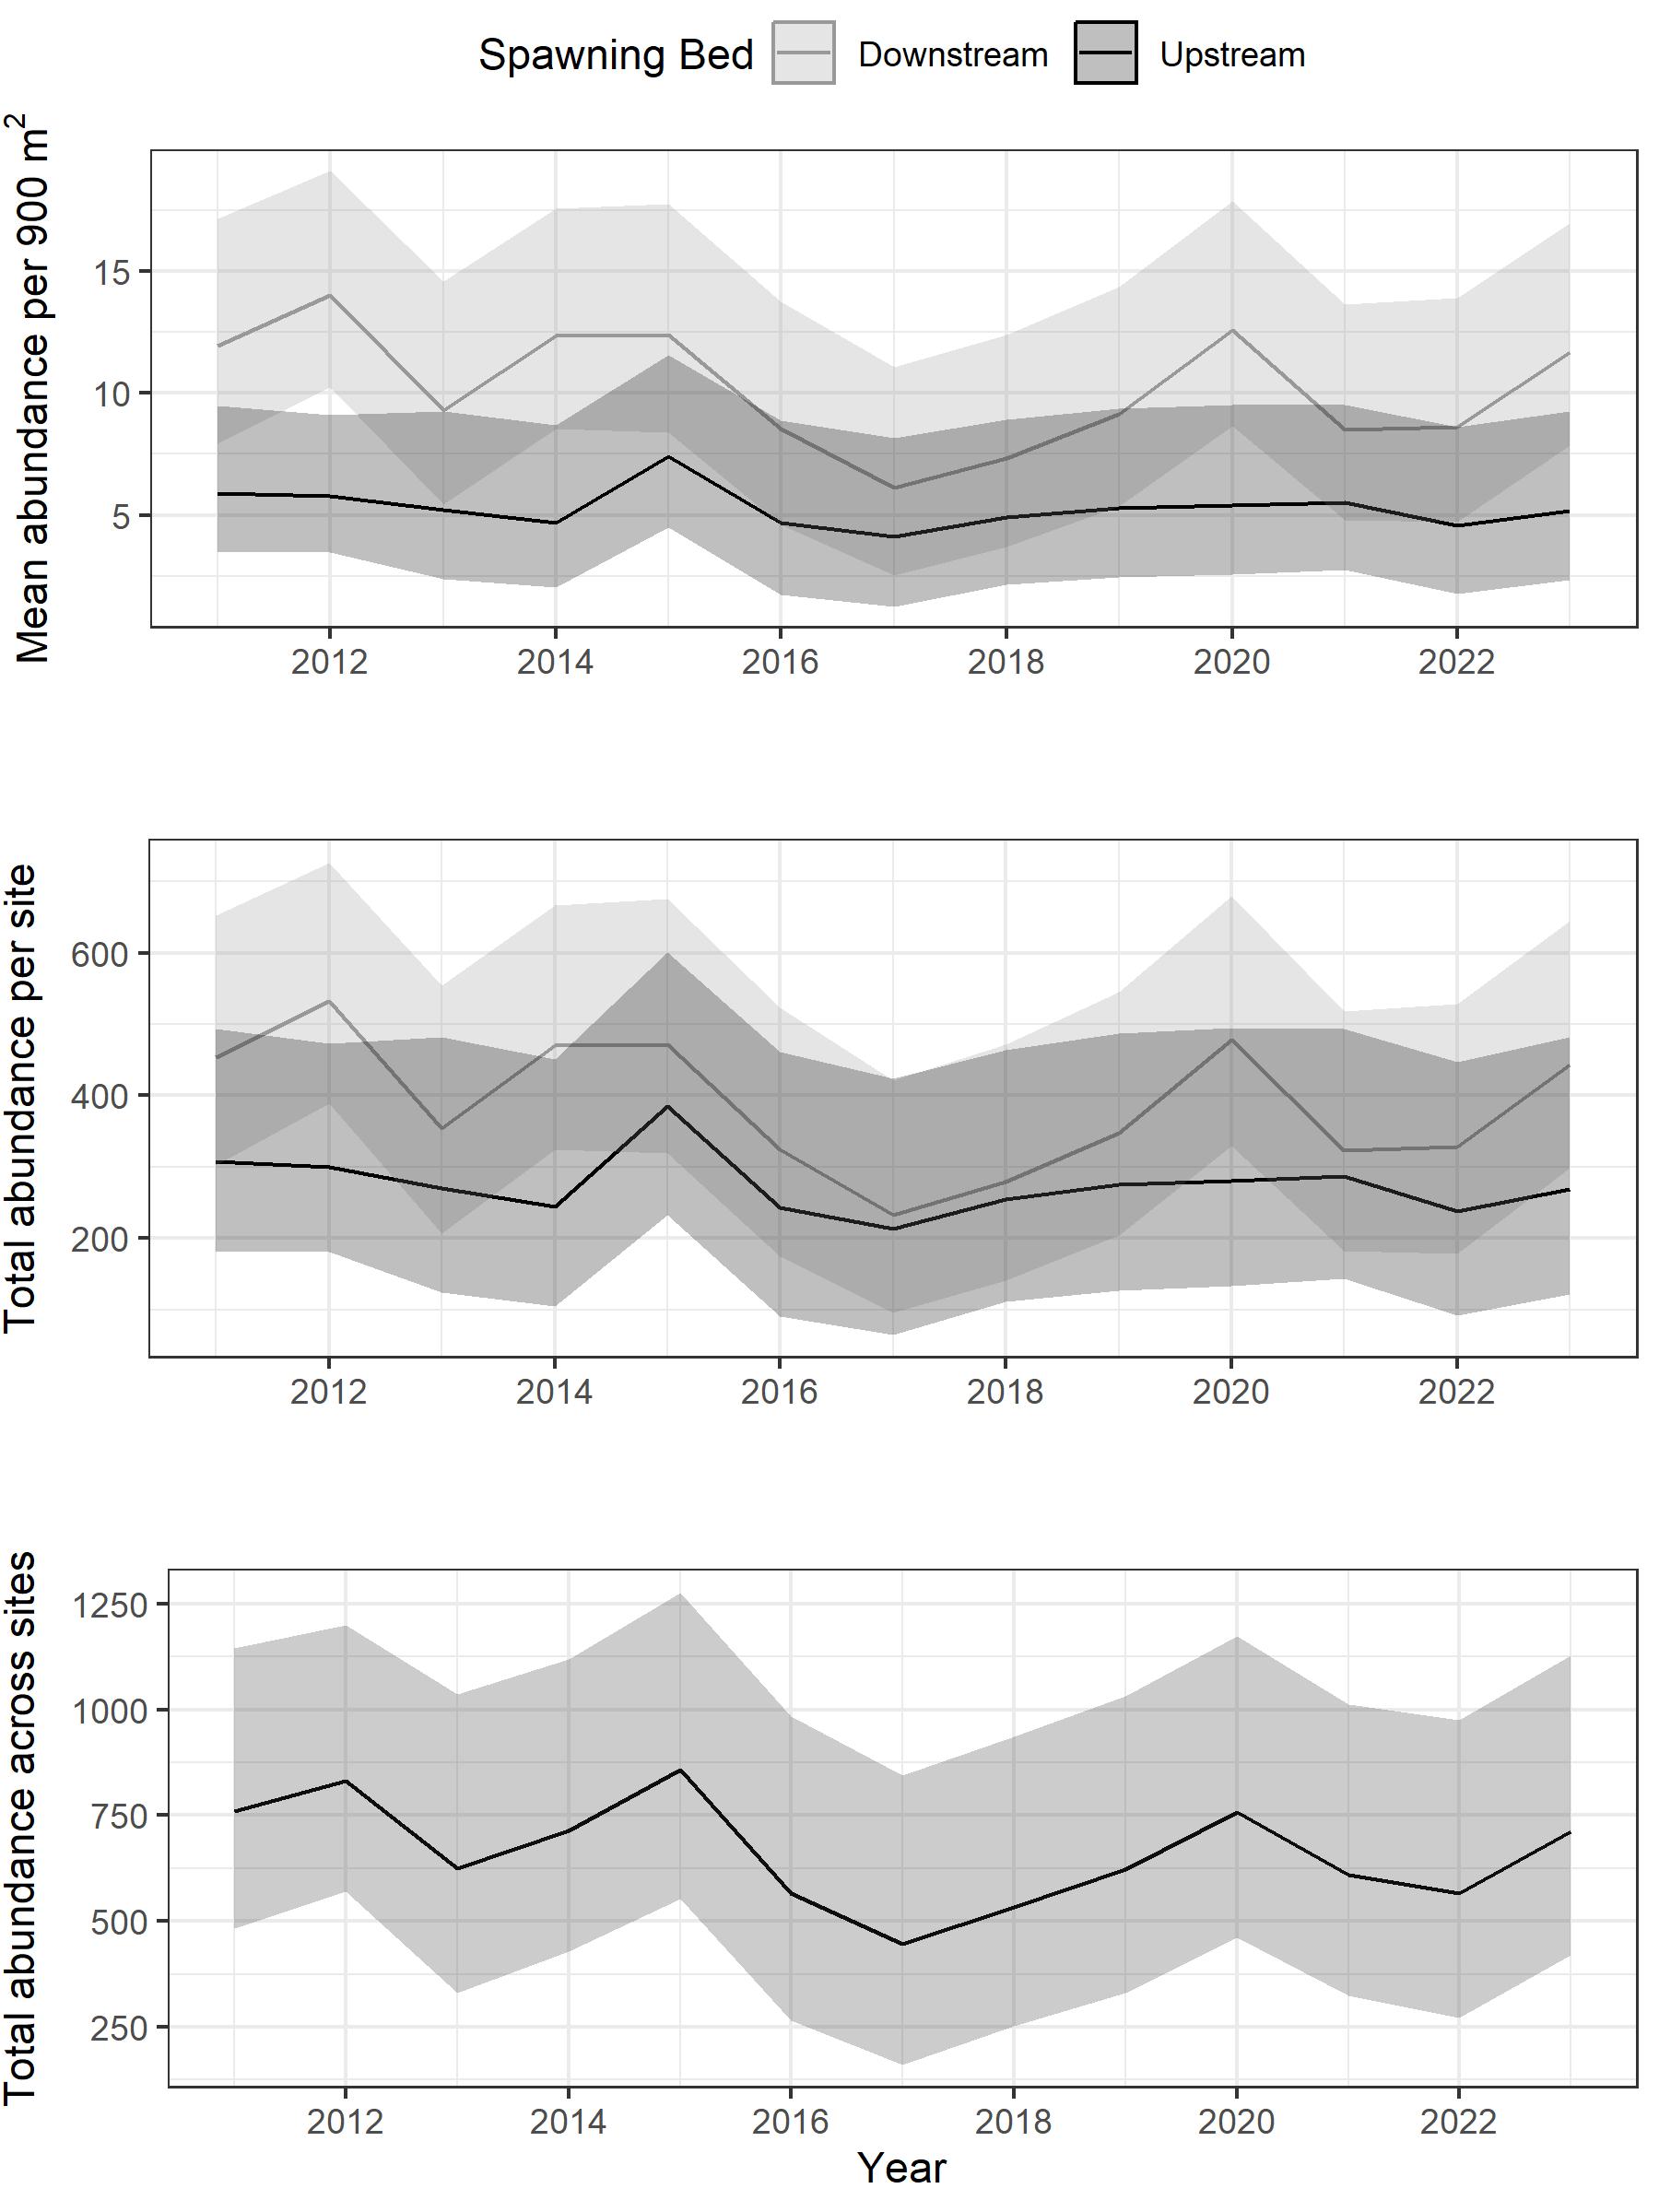 Spawning Bed Downstream Upstream
Mean abundance per 900 m²
15
10
5
2012 2014 2016 2018 2020 2022
Total abundance per site
600
400
200
2012 2014 2016 2018 2020 2022
Total abundance across sites
1250
1000
750
500
250
2012 2014 2016 2018 2020 2022
Year